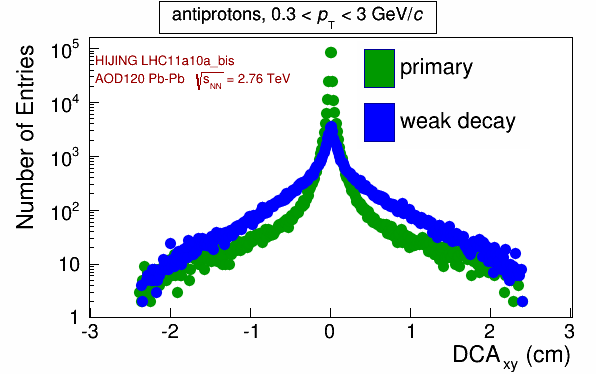 antiprotons, 0.3 < p_T < 3 GeV/c
HIJING LHC11a10a_bis
AOD120 Pb-Pb √s_NN = 2.76 TeV
primary
weak decay
Number of Entries
10^5
10^4
10^3
10^2
10
1
-3 -2 -1 0 1 2 3
DCA_xy (cm)